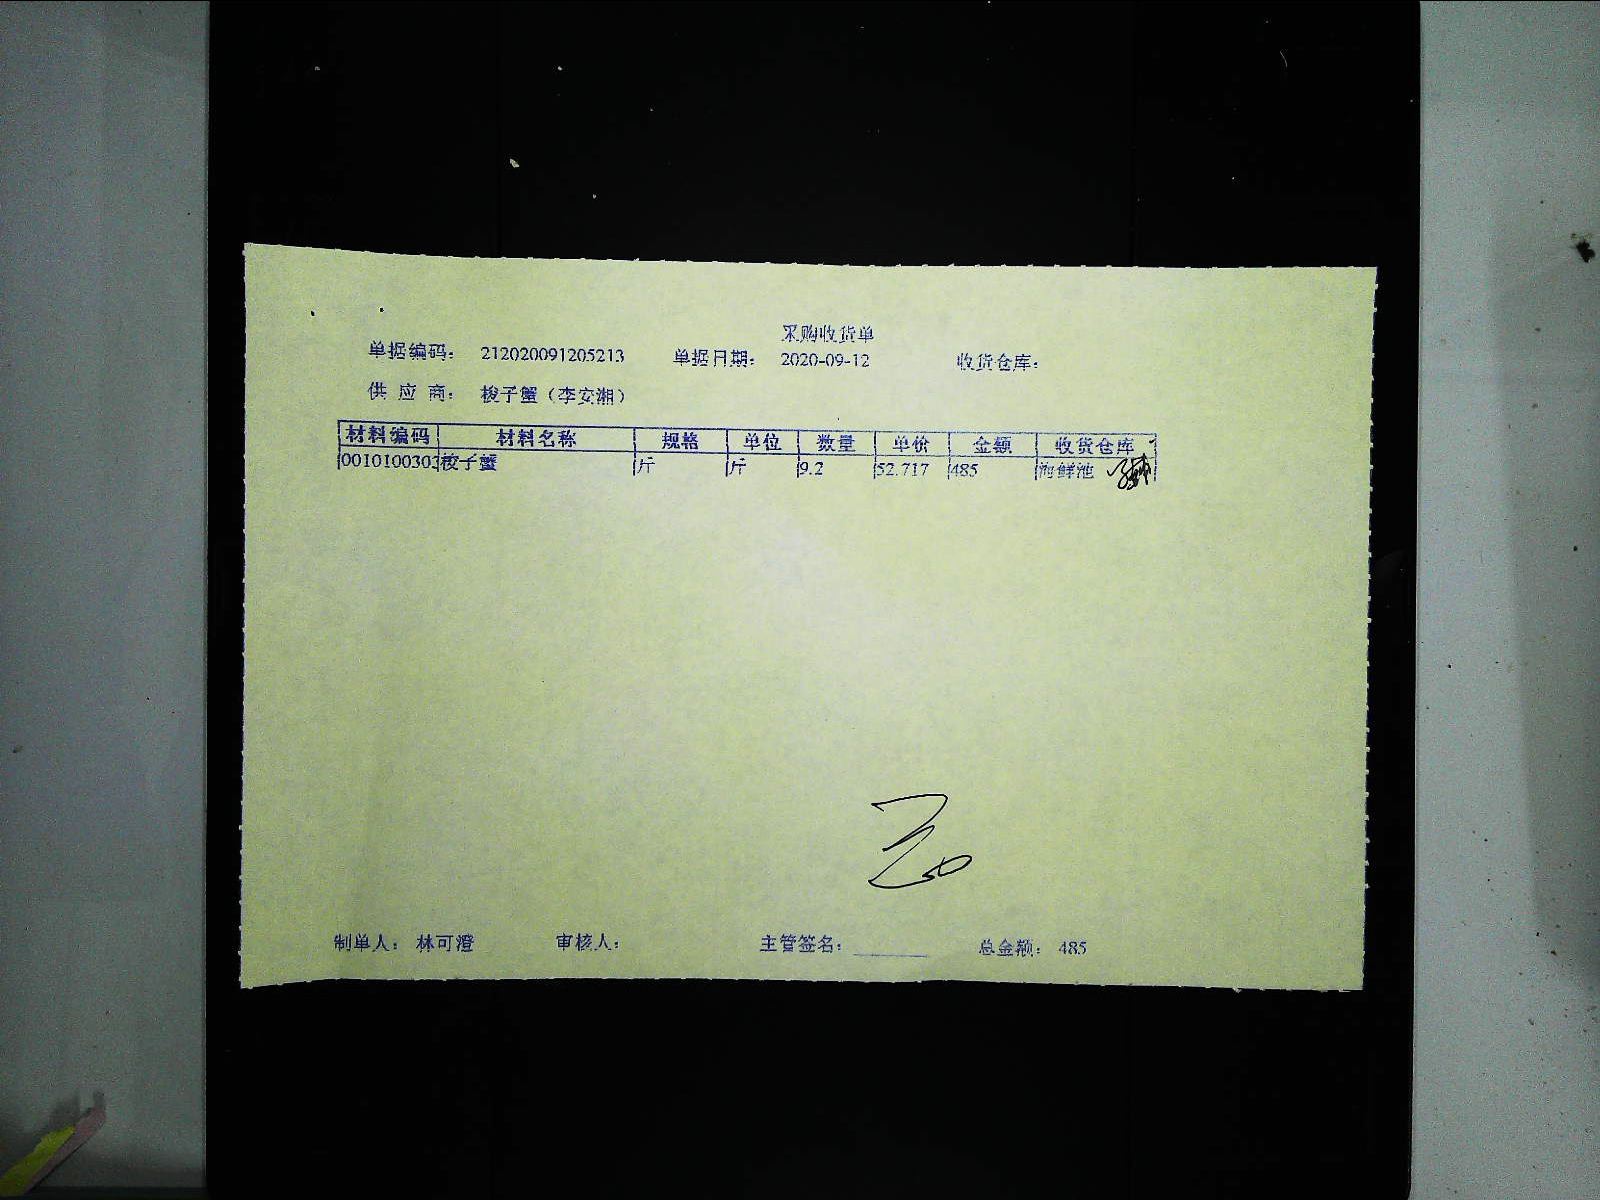 采购收货单
单据编码： 212020091205213 单据日期： 2020-09-12 收货仓库：
供 应 商： 梭子蟹（李交湘）
材料编码 材料名称 规格 单位 数量 单价 金额 收货仓库
0010100302 梭子蟹 斤 斤 9.2 52.717 485 海鲜池
制单人： 林可澄 审核人： 主管签名： 总金额： 485